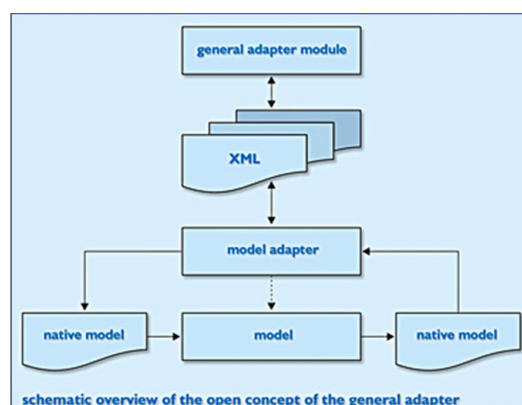 general adapter module
XML
model adapter
native model
model
native model
schematic overview of the open concept of the general adapter